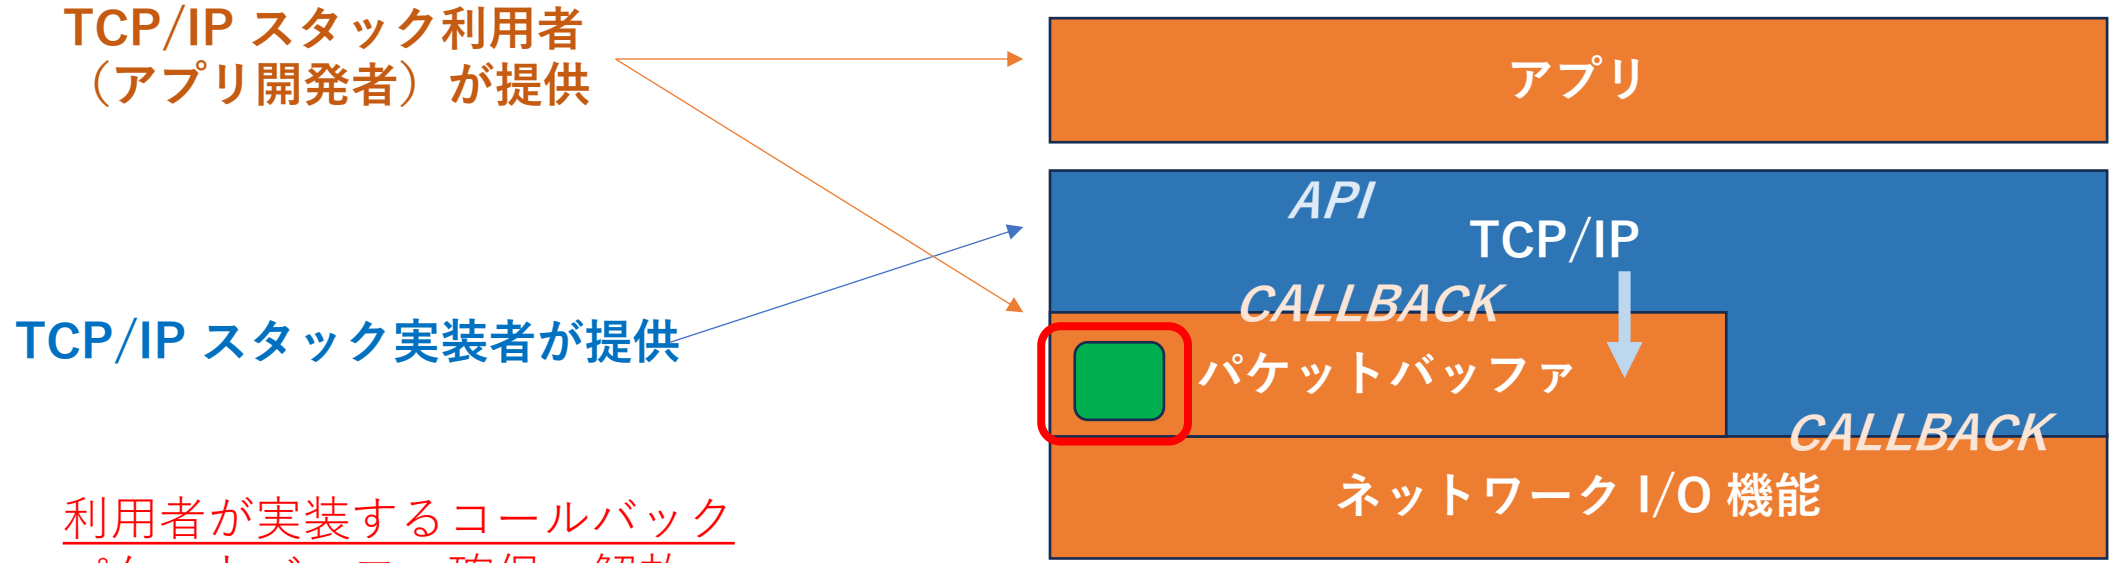 TCP/IP スタック利用者
（アプリ開発者）が提供
アプリ
API
TCP/IP
CALLBACK
TCP/IP スタック実装者が提供
パケットバッファ
CALLBACK
ネットワーク I/O 機能
利用者が実装するコールバック